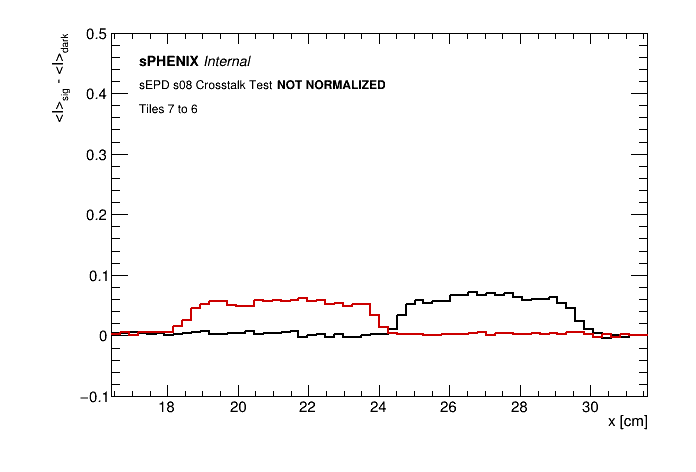 <I>sig - <I>dark
sPHENIX Internal
sEPD s08 Crosstalk Test NOT NORMALIZED
Tiles 7 to 6
0.5
0.4
0.3
0.2
0.1
0
−0.1
18 20 22 24 26 28 30
x [cm]